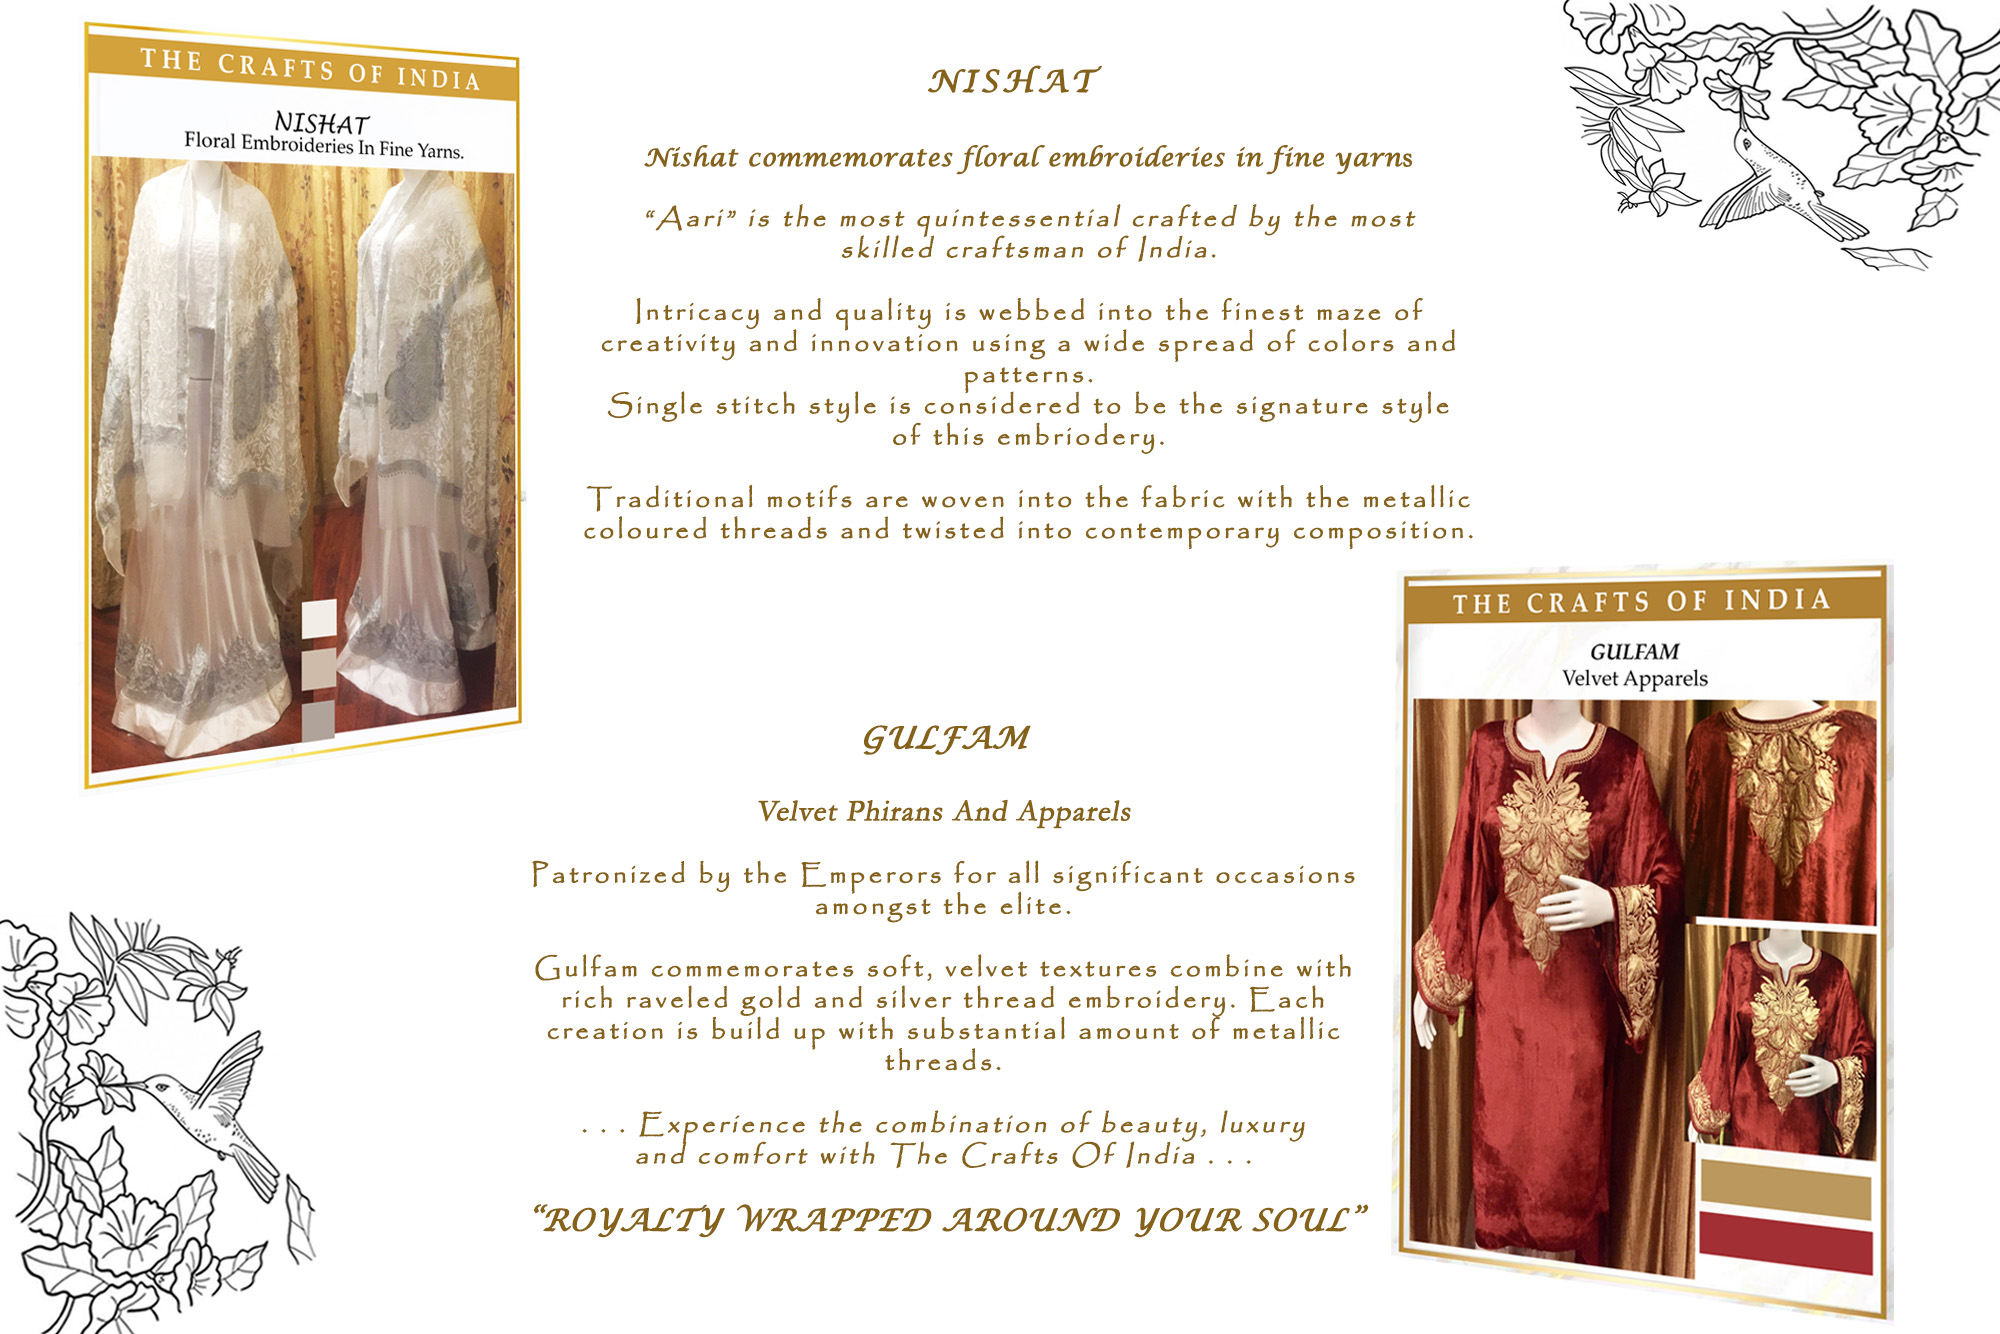 THE CRAFTS OF INDIA
NISHAT
Floral Embroideries In Fine Yarns.
NISHAT
Nishat commemorates floral embroideries in fine yarns
“Aari” is the most quintessential crafted by the most
skilled craftsman of India.
Intricacy and quality is webbed into the finest maze of
creativity and innovation using a wide spread of colors and
patterns.
Single stitch style is considered to be the signature style
of this embriodery.
Traditional motifs are woven into the fabric with the metallic
coloured threads and twisted into contemporary composition.
THE CRAFTS OF INDIA
GULFAM
Velvet Apparels
GULFAM
Velvet Phirans And Apparels
Patronized by the Emperors for all significant occasions
amongst the elite.
Gulfam commemorates soft, velvet textures combine with
rich raveled gold and silver thread embroidery. Each
creation is build up with substantial amount of metallic
threads.
. . . Experience the combination of beauty, luxury
and comfort with The Crafts Of India . . .
“ROYALTY WRAPPED AROUND YOUR SOUL”